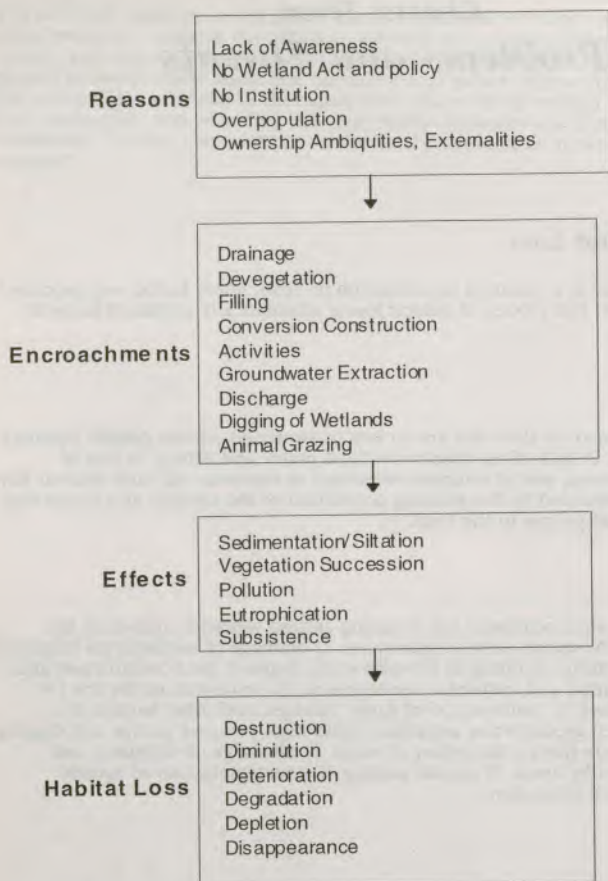 Reasons
Lack of Awareness
No Wetland Act and policy
No Institution
Overpopulation
Ownership Ambiquities, Externalities
Encroachments
Drainage
Devegetation
Filling
Conversion Construction
Activities
Groundwater Extraction
Discharge
Digging of Wetlands
Animal Grazing
Effects
Sedimentation/Siltation
Vegetation Succession
Pollution
Eutrophication
Subsistence
Habitat Loss
Destruction
Diminiution
Deterioration
Degradation
Depletion
Disappearance